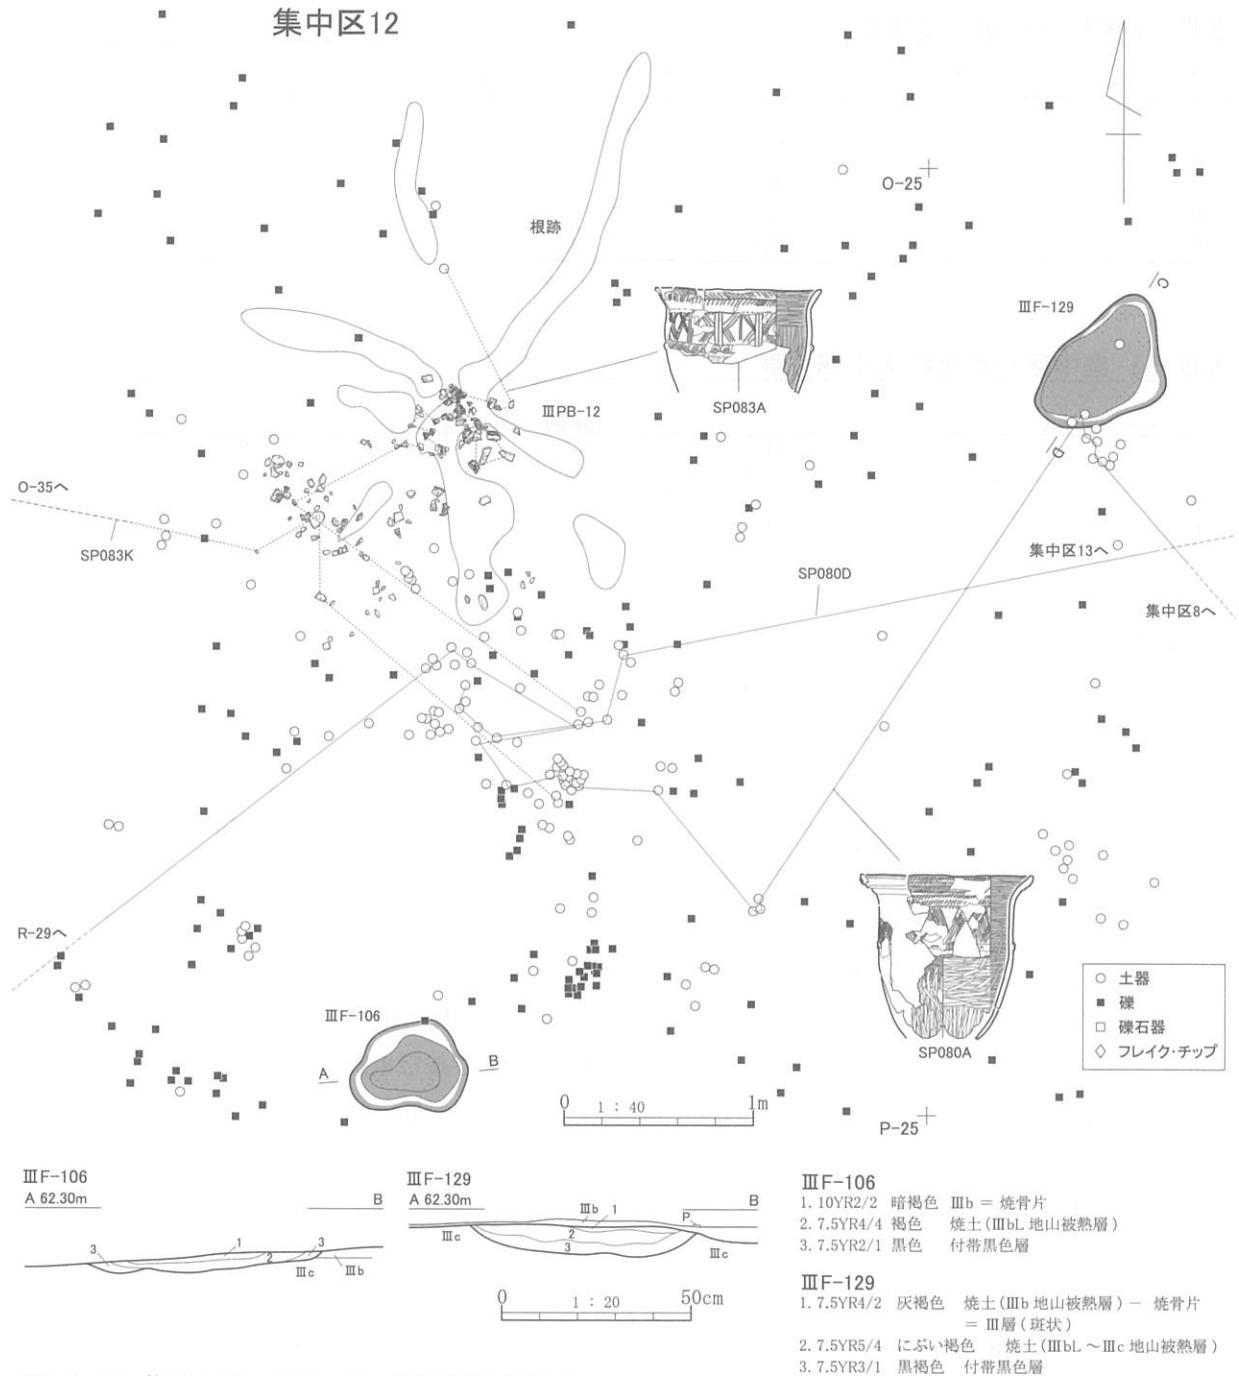 集中区12
O-25
根跡
ⅢF-129
C
SP083A
ⅢPB-12
O-35へ
SP083K
集中区13へ
SP080D
集中区8へ
R-29へ
○ 土器
■ 礫
□ 礫石器
◇ フレイク・チップ
ⅢF-106
A
B
SP080A
0 1 : 40 1m
P-25
ⅢF-106
A 62.30m B
3 1 2 3
Ⅲc Ⅲb
ⅢF-129
A 62.30m B
Ⅲb 1 P
Ⅲc 2 3 Ⅲc
0 1 : 20 50cm
ⅢF-106
1. 10YR2/2 暗褐色 Ⅲb = 焼骨片
2. 7.5YR4/4 褐色 焼土(ⅢbL 地山被熱層)
3. 7.5YR2/1 黒色 付帯黒色層
ⅢF-129
1. 7.5YR4/2 灰褐色 焼土(Ⅲb 地山被熱層) − 焼骨片
= Ⅲ層(斑状)
2. 7.5YR5/4 にぶい褐色 焼土(ⅢbL ～Ⅲc 地山被熱層)
3. 7.5YR3/1 黒褐色 付帯黒色層